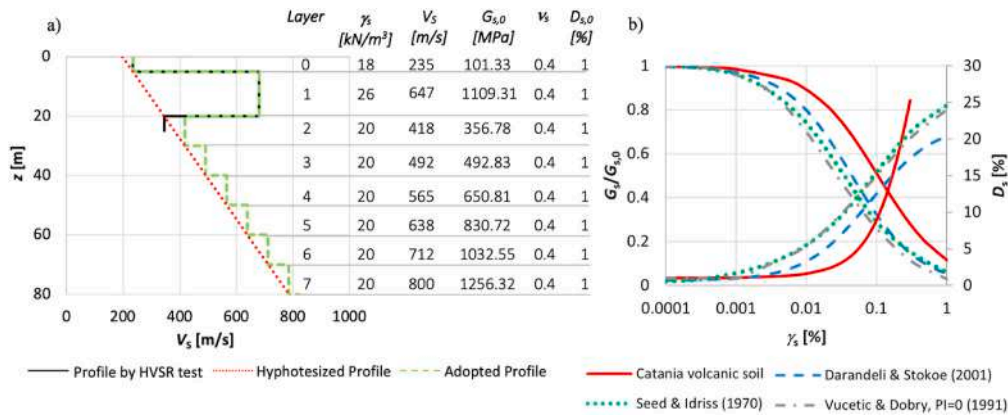 a)
Layer γs [kN/m³] VS [m/s] Gs,0 [MPa] νs Ds,0 [%]
0 18 235 101.33 0.4 1
1 26 647 1109.31 0.4 1
2 20 418 356.78 0.4 1
3 20 492 492.83 0.4 1
4 20 565 650.81 0.4 1
5 20 638 830.72 0.4 1
6 20 712 1032.55 0.4 1
7 20 800 1256.32 0.4 1
0
20
40
60
80
z [m]
0 200 400 600 800 1000
VS [m/s]
Profile by HVSR test Hyphotesized Profile Adopted Profile
b)
1
0.8
0.6
0.4
0.2
0
Gs/Gs,0
30
25
20
15
10
5
0
Ds [%]
0.0001 0.001 0.01 0.1 1
γs [%]
Catania volcanic soil Darandeli & Stokoe (2001)
Seed & Idriss (1970) Vucetic & Dobry, PI=0 (1991)